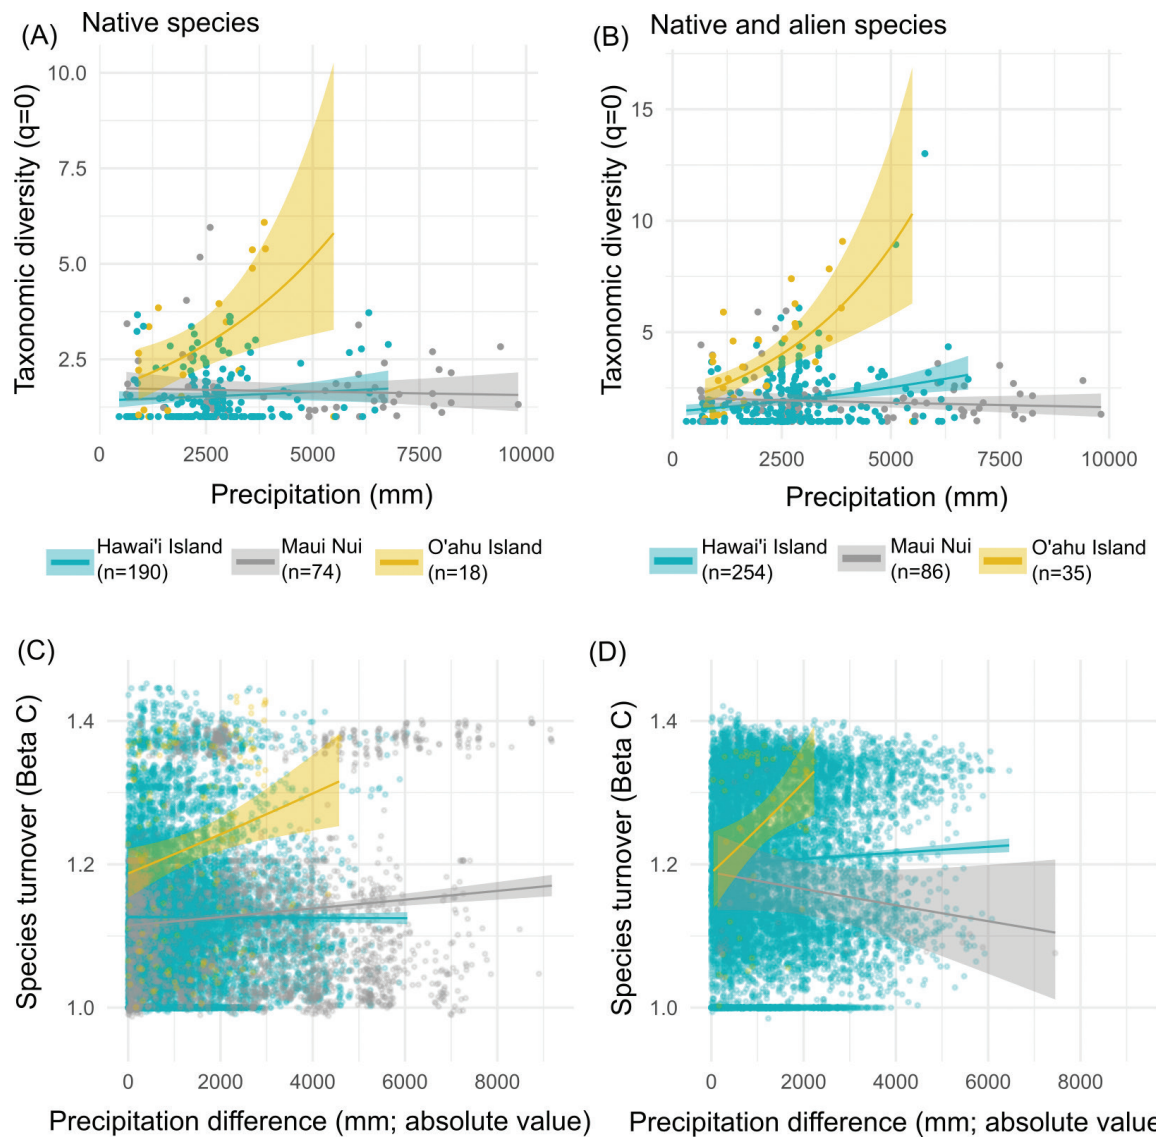 (A) Native species
Taxonomic diversity (q=0)
10.0
7.5
5.0
2.5
0 2500 5000 7500 10000
Precipitation (mm)
Hawai'i Island
(n=190)
Maui Nui
(n=74)
O'ahu Island
(n=18)
(B) Native and alien species
Taxonomic diversity (q=0)
15
10
5
0 2500 5000 7500 10000
Precipitation (mm)
Hawai'i Island
(n=254)
Maui Nui
(n=86)
O'ahu Island
(n=35)
(C)
Species turnover (Beta C)
1.4
1.2
1.0
0 2000 4000 6000 8000
Precipitation difference (mm; absolute value)
(D)
Species turnover (Beta C)
1.4
1.2
1.0
0 2000 4000 6000 8000
Precipitation difference (mm; absolute value